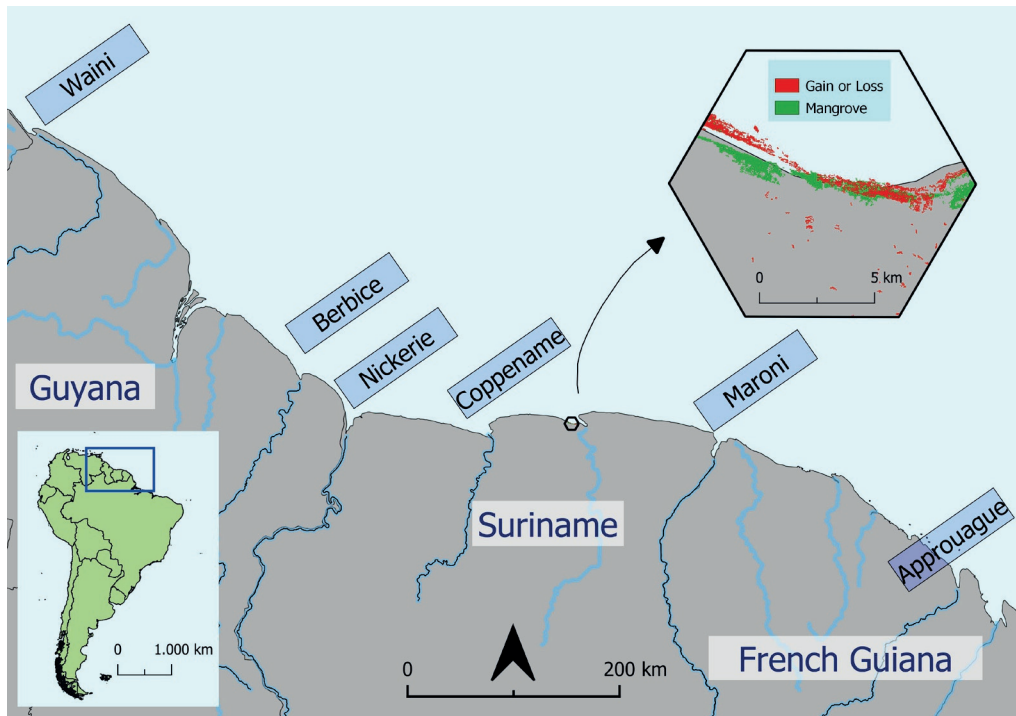 Waini
Gain or Loss
Mangrove
0 5 km
Berbice
Nickerie
Coppename
Maroni
Guyana
Suriname
Approuague
French Guiana
0 1.000 km
0 200 km